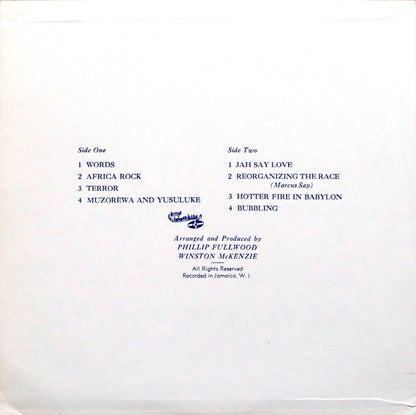 Side One
1 WORDS
2 AFRICA ROCK
3 TERROR
4 MUZOREWA AND YUSULUKE
Side Two
1 JAH SAY LOVE
2 REORGANIZING THE RACE
(Marcus Say)
3 HOTTER FIRE IN BABYLON
4 BUBBLING
Arranged and Produced by
PHILLIP FULLWOOD
WINSTON McKENZIE
All Rights Reserved
Recorded in Jamaica, W. I.